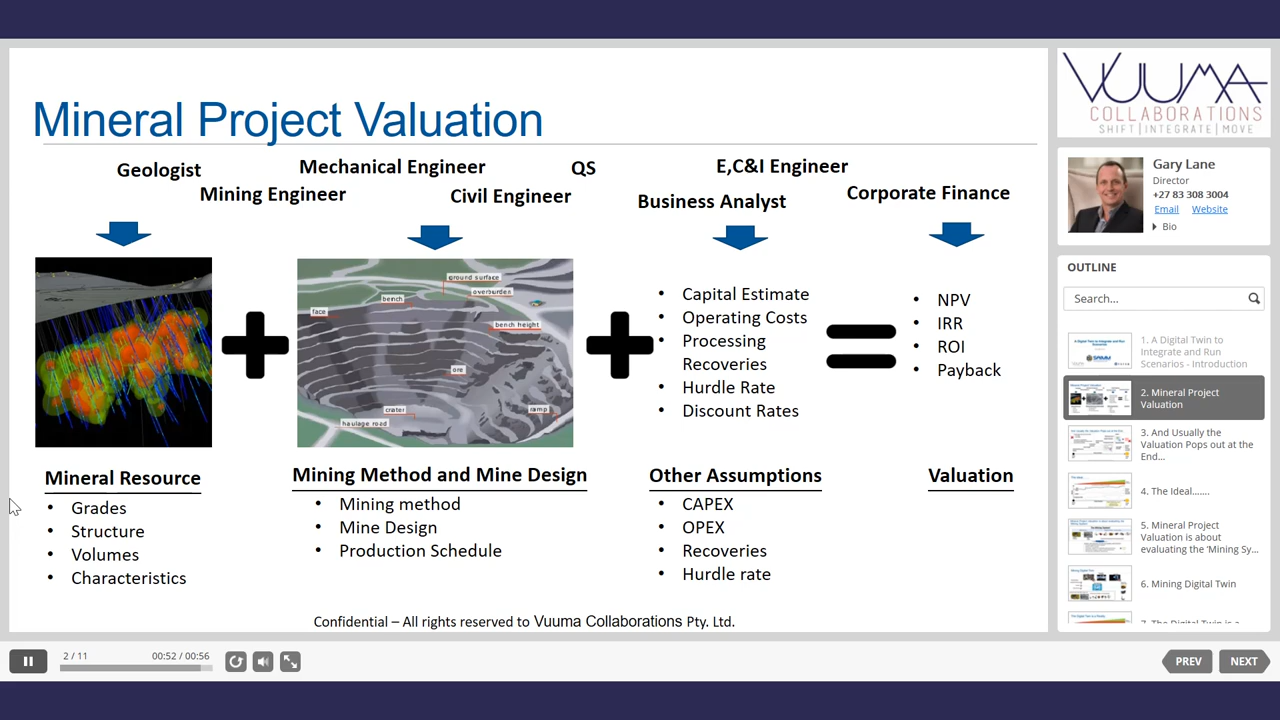 Mineral Project Valuation
Geologist
Mechanical Engineer
QS
E,C&I Engineer
Mining Engineer
Civil Engineer
Business Analyst
Corporate Finance
ground surface
overburden
bench
face
bench height
ore
crater
ramp
haulage road
• Capital Estimate
• Operating Costs
• Processing
Recoveries
• Hurdle Rate
• Discount Rates
• NPV
• IRR
• ROI
• Payback
Mineral Resource
• Grades
• Structure
• Volumes
• Characteristics
Mining Method and Mine Design
• Mining method
• Mine Design
• Production Schedule
Other Assumptions
• CAPEX
• OPEX
• Recoveries
• Hurdle rate
Valuation
Confidential – All rights reserved to Vuuma Collaborations Pty. Ltd.
VUUMA
COLLABORATIONS
SHIFT|INTEGRATE|MOVE
Gary Lane
Director
+27 83 308 3004
Email Website
Bio
OUTLINE
Search...
1. A Digital Twin to
Integrate and Run
Scenarios - Introduction
2. Mineral Project
Valuation
3. And Usually the
Valuation Pops out at the
End...
4. The Ideal.......
5. Mineral Project
Valuation is about
evaluating the ‘Mining Sy...
6. Mining Digital Twin
7. The Digital Twin is a
2 / 11
00:52 / 00:56
PREV
NEXT